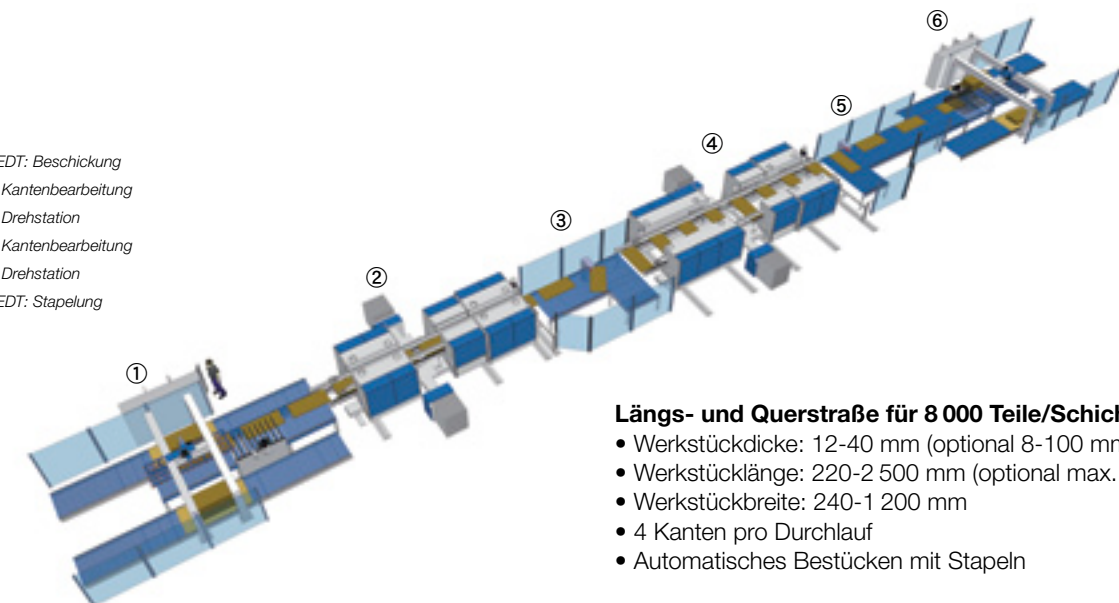 ⑥
⑤
④
EDT: Beschickung
Kantenbearbeitung
Drehstation
③
Kantenbearbeitung
Drehstation
②
EDT: Stapelung
①
Längs- und Querstraße für 8 000 Teile/Schich
• Werkstückdicke: 12-40 mm (optional 8-100 mm
• Werkstücklänge: 220-2 500 mm (optional max.
• Werkstückbreite: 240-1 200 mm
• 4 Kanten pro Durchlauf
• Automatisches Bestücken mit Stapeln